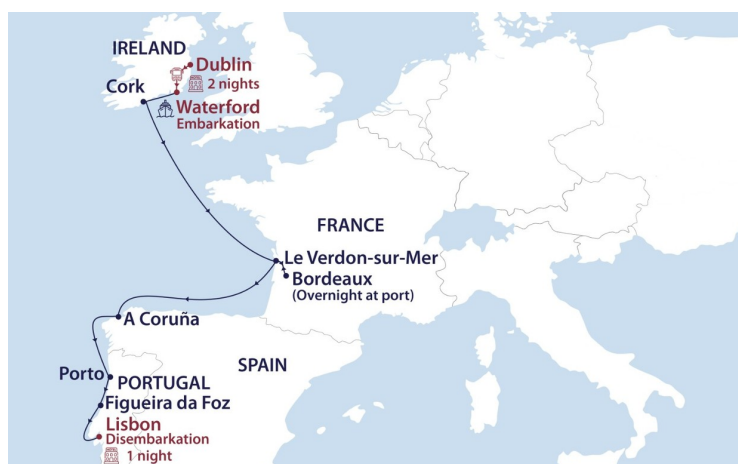 IRELAND
Dublin
2 nights
Cork
Waterford
Embarkation
FRANCE
Le Verdon-sur-Mer
Bordeaux
(Overnight at port)
A Coruña
SPAIN
Porto
PORTUGAL
Figueira da Foz
Lisbon
Disembarkation
1 night